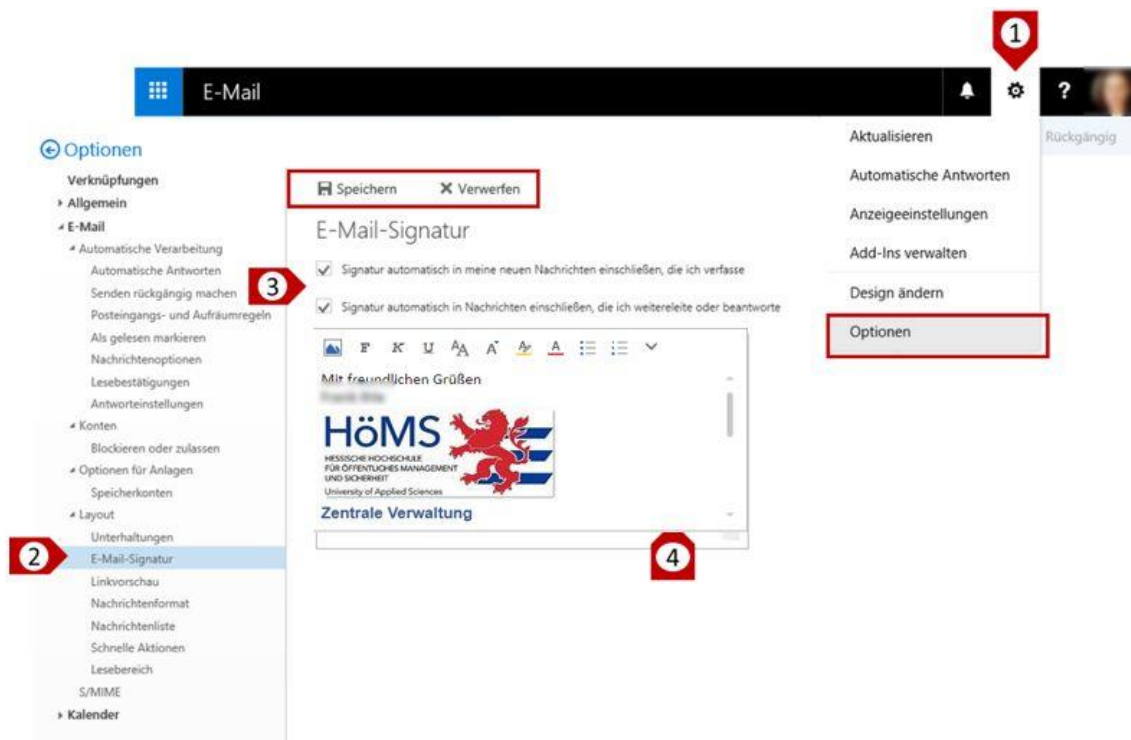 1
E-Mail
?
Optionen
Verknüpfungen
Allgemein
E-Mail
Automatische Verarbeitung
Automatische Antworten
Senden rückgängig machen
Posteingangs- und Aufräumregeln
Als gelesen markieren
Nachrichtenoptionen
Lesebestätigungen
Antworteinstellungen
Konten
Blockieren oder zulassen
Optionen für Anlagen
Speicherkonten
Layout
Unterhaltungen
2
E-Mail-Signatur
Linkvorschau
Nachrichtenformat
Nachrichtenliste
Schnelle Aktionen
Lesebereich
S/MIME
Kalender
Speichern Verwerfen
E-Mail-Signatur
3
Signatur automatisch in meine neuen Nachrichten einschließen, die ich verfasse
Signatur automatisch in Nachrichten einschließen, die ich weitereleite oder beantworte
F K U AA A A
Mit freundlichen Grüßen
HöMS
HESSISCHE HOCHSCHULE
FÜR ÖFFENTLICHES MANAGEMENT
UND SICHERHEIT
University of Applied Sciences
Zentrale Verwaltung
4
Aktualisieren
Rückgängig
Automatische Antworten
Anzeigeeinstellungen
Add-Ins verwalten
Design ändern
Optionen